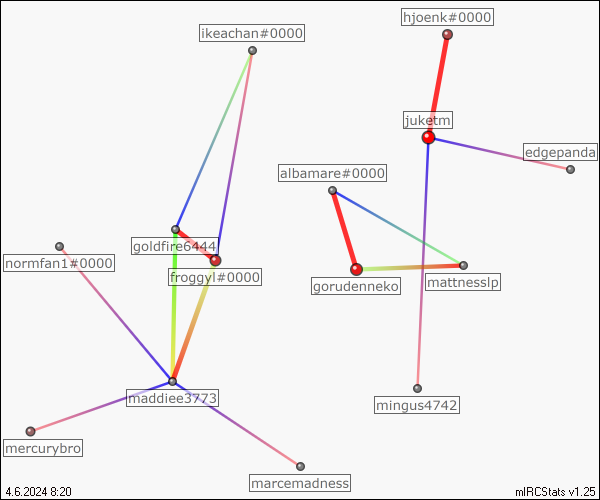 hjoenk#0000
ikeachan#0000
juketm
edgepanda
albamare#0000
goldfire6444
normfan1#0000
froggyl#0000
gorudenneko
mattnesslp
maddiee3773
mingus4742
mercurybro
marcemadness
4.6.2024 8:20
mIRCStats v1.25